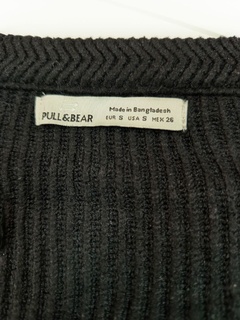 Made in Bangladesh
PULL&BEAR
EUR S USA S MEX 26